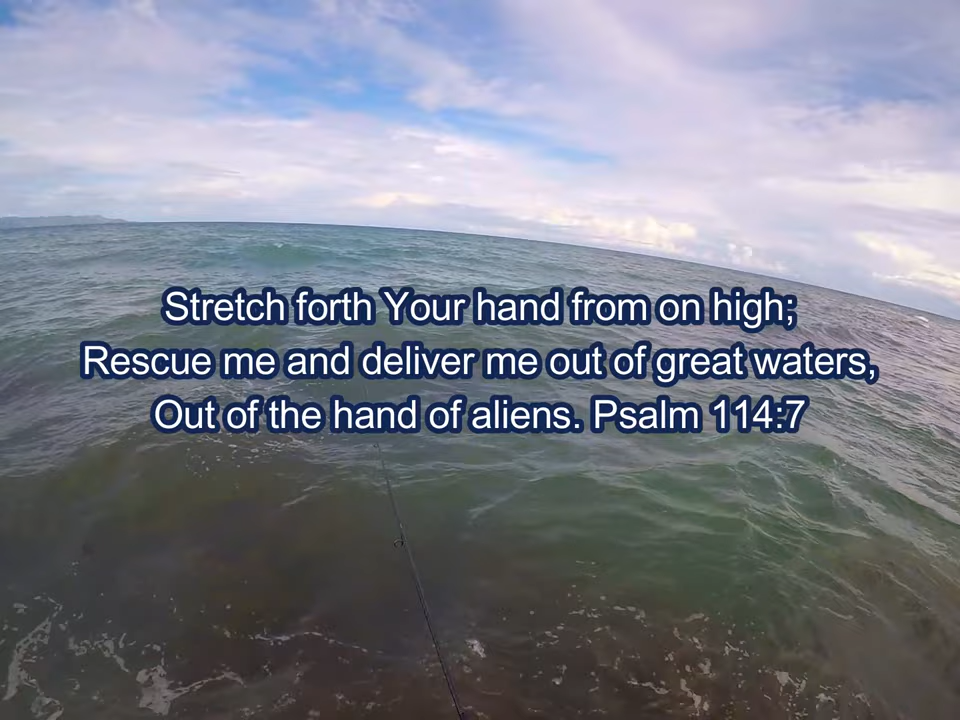 Stretch forth Your hand from on high;
Rescue me and deliver me out of great waters,
Out of the hand of aliens. Psalm 114:7